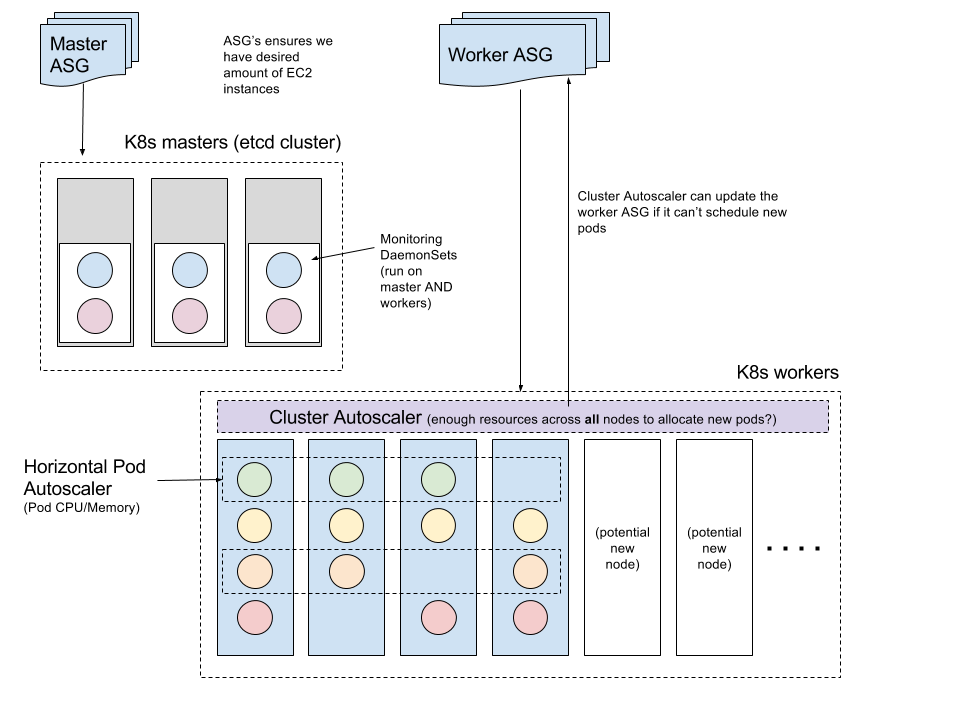 Master
ASG
ASG's ensures we
have desired
amount of EC2
instances
Worker ASG
K8s masters (etcd cluster)
Cluster Autoscaler can update the
worker ASG if it can't schedule new
pods
Monitoring
DaemonSets
(run on
master AND
workers)
K8s workers
Cluster Autoscaler (enough resources across all nodes to allocate new pods?)
Horizontal Pod
Autoscaler
(Pod CPU/Memory)
(potential
new
node)
(potential
new
node)
. . . .